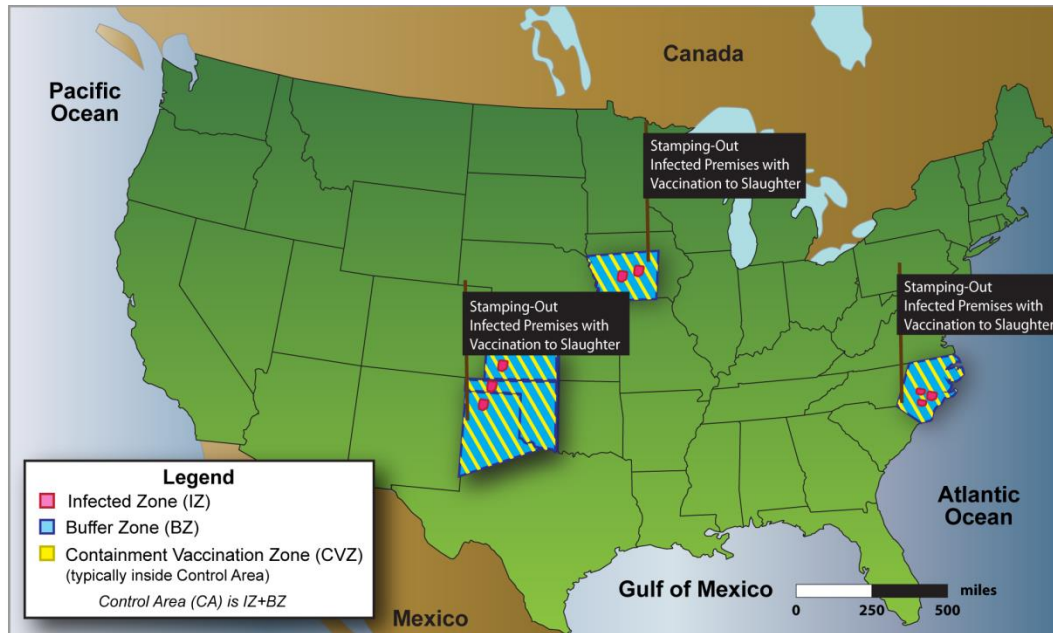 Canada
Pacific
Ocean
Stamping-Out
Infected Premises with
Vaccination to Slaughter
Stamping-Out
Infected Premises with
Vaccination to Slaughter
Stamping-Out
Infected Premises with
Vaccination to Slaughter
Legend
Infected Zone (IZ)
Buffer Zone (BZ)
Containment Vaccination Zone (CVZ)
(typically inside Control Area)
Control Area (CA) is IZ+BZ
Atlantic
Ocean
Gulf of Mexico
miles
0 250 500
Mexico